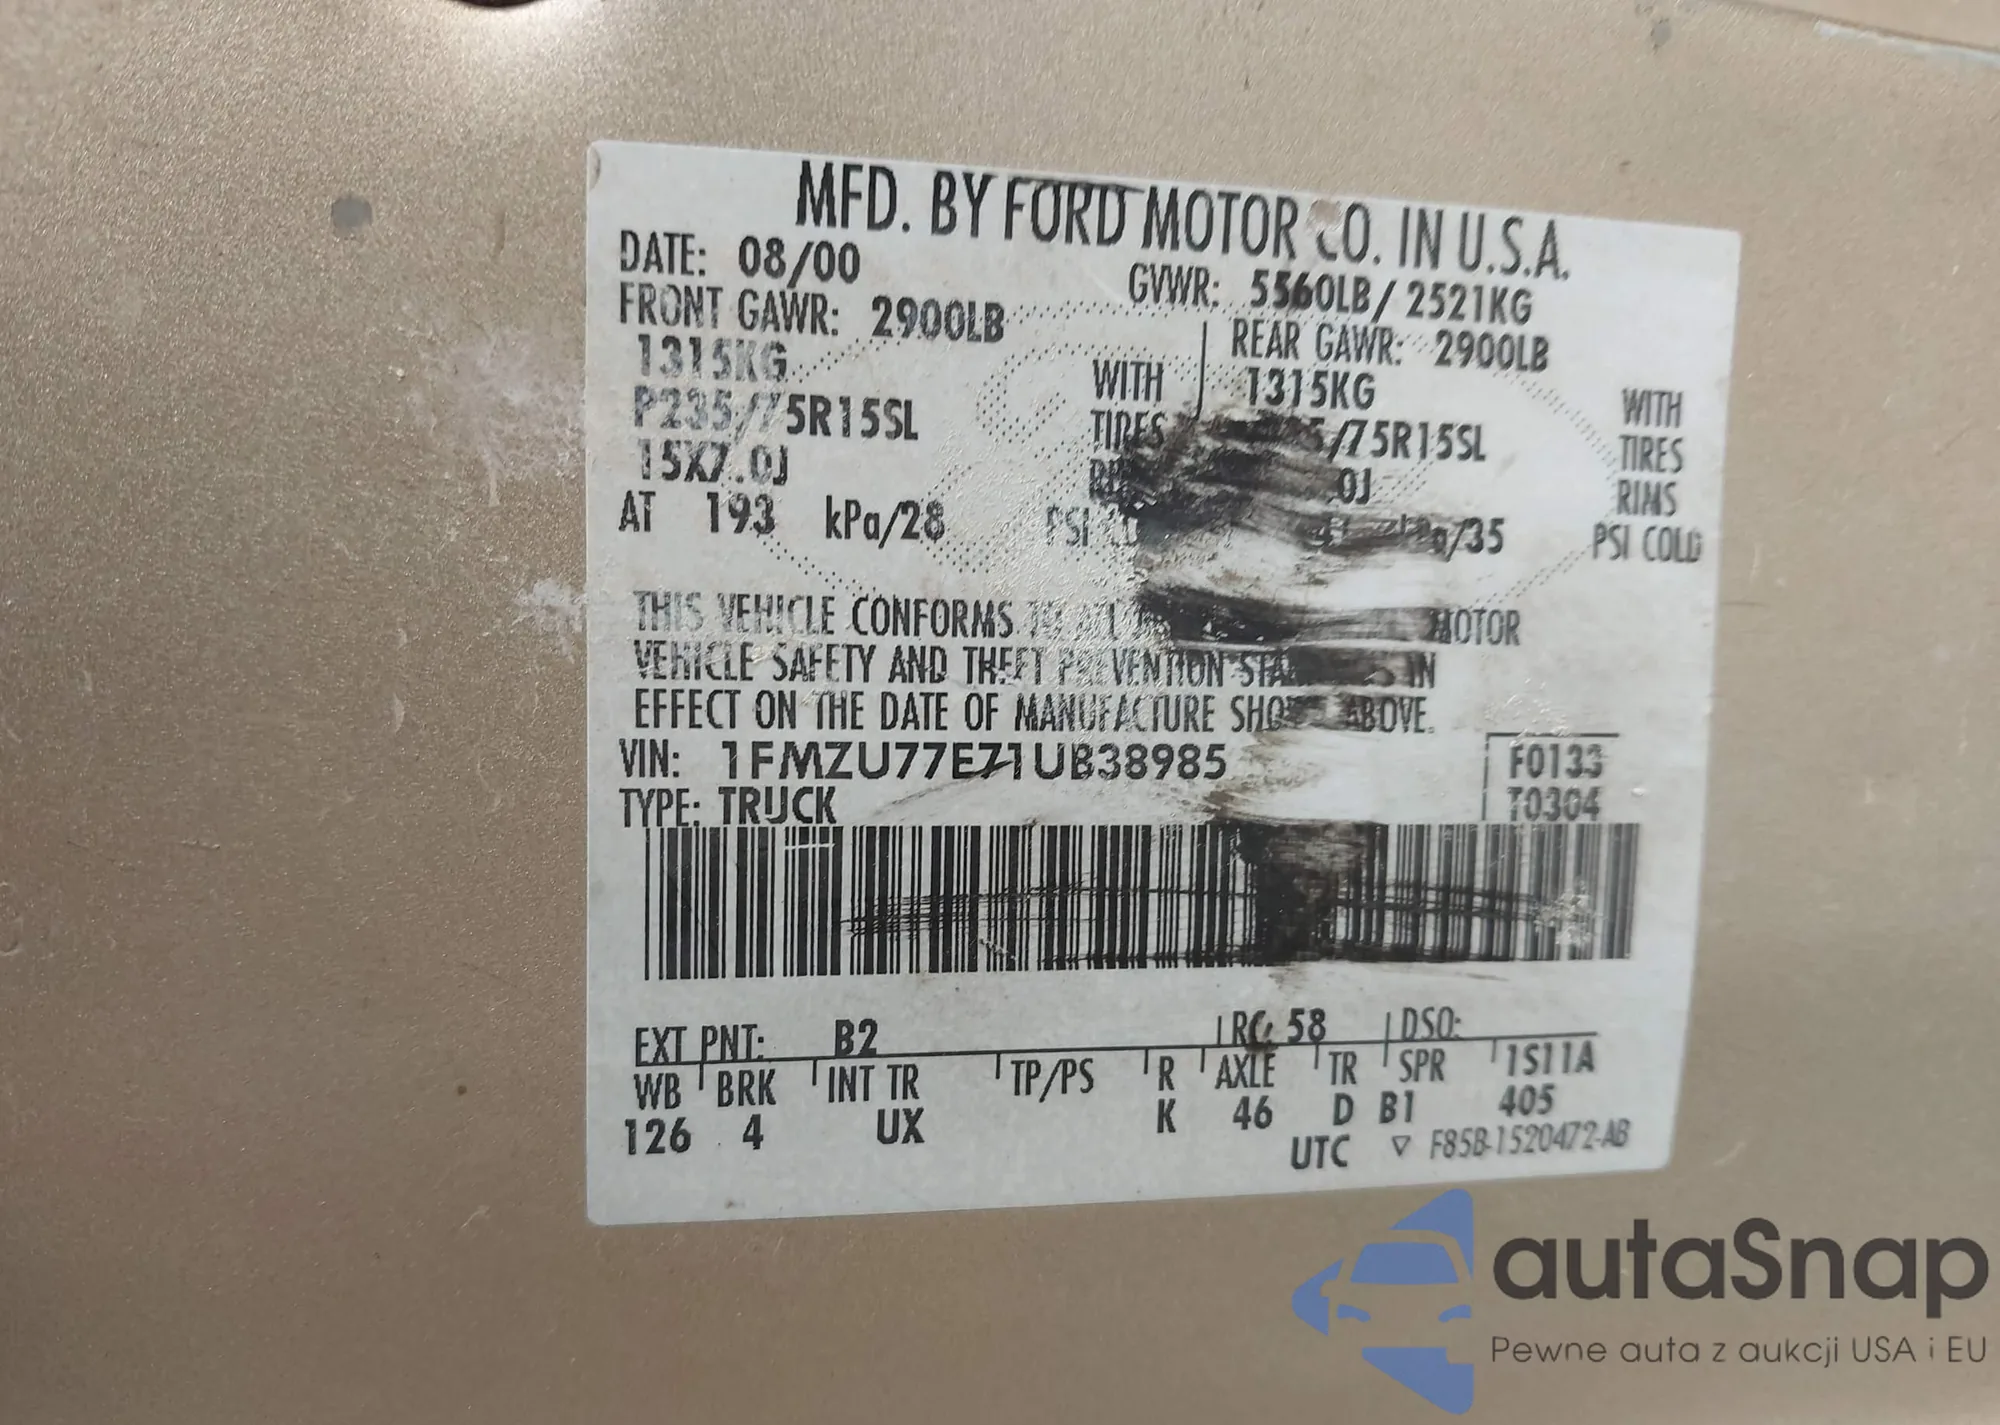 MFD. BY FORD MOTOR CO. IN U.S.A.
DATE: 08/00
GVWR: 5560LB/2521KG
FRONT GAWR: 2900LB
REAR GAWR: 2900LB
1315KG WITH
1315KG WITH
P235/75R15SL TIRES
/75R15SL TIRES
15X7.0J
.0J RIMS
AT 193 kPa/28 PSI
/35 PSI COLD
THIS VEHICLE CONFORMS TO MOTOR
VEHICLE SAFETY AND THEFT PREVENTION IN
EFFECT ON THE DATE OF MANUFACTURE ABOVE.
VIN: 1FMZU77E71UB38985
F0133
TYPE: TRUCK
T0304
EXT PNT: B2 RC: 58 DSO:
WB BRK INT TR TP/PS R AXLE TR SPR 1S11A
126 4 UX K 46 D B1 405
UTC ▽ F85B-1520472-AB
autaSnap
Pewne auta z aukcji USA i EU